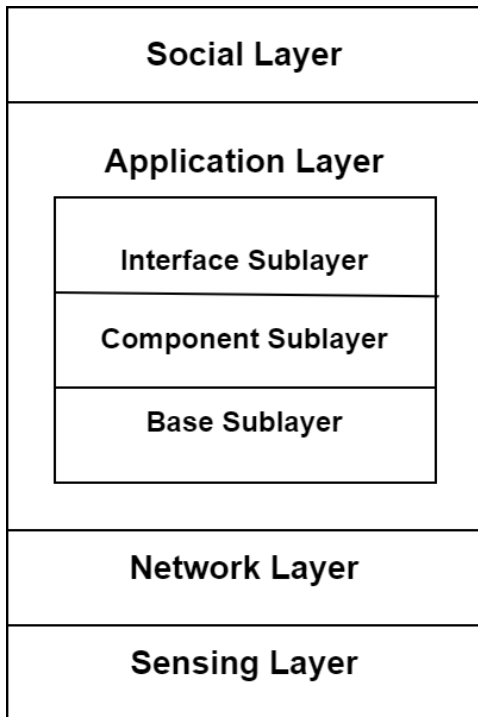 Social Layer
Application Layer
Interface Sublayer
Component Sublayer
Base Sublayer
Network Layer
Sensing Layer